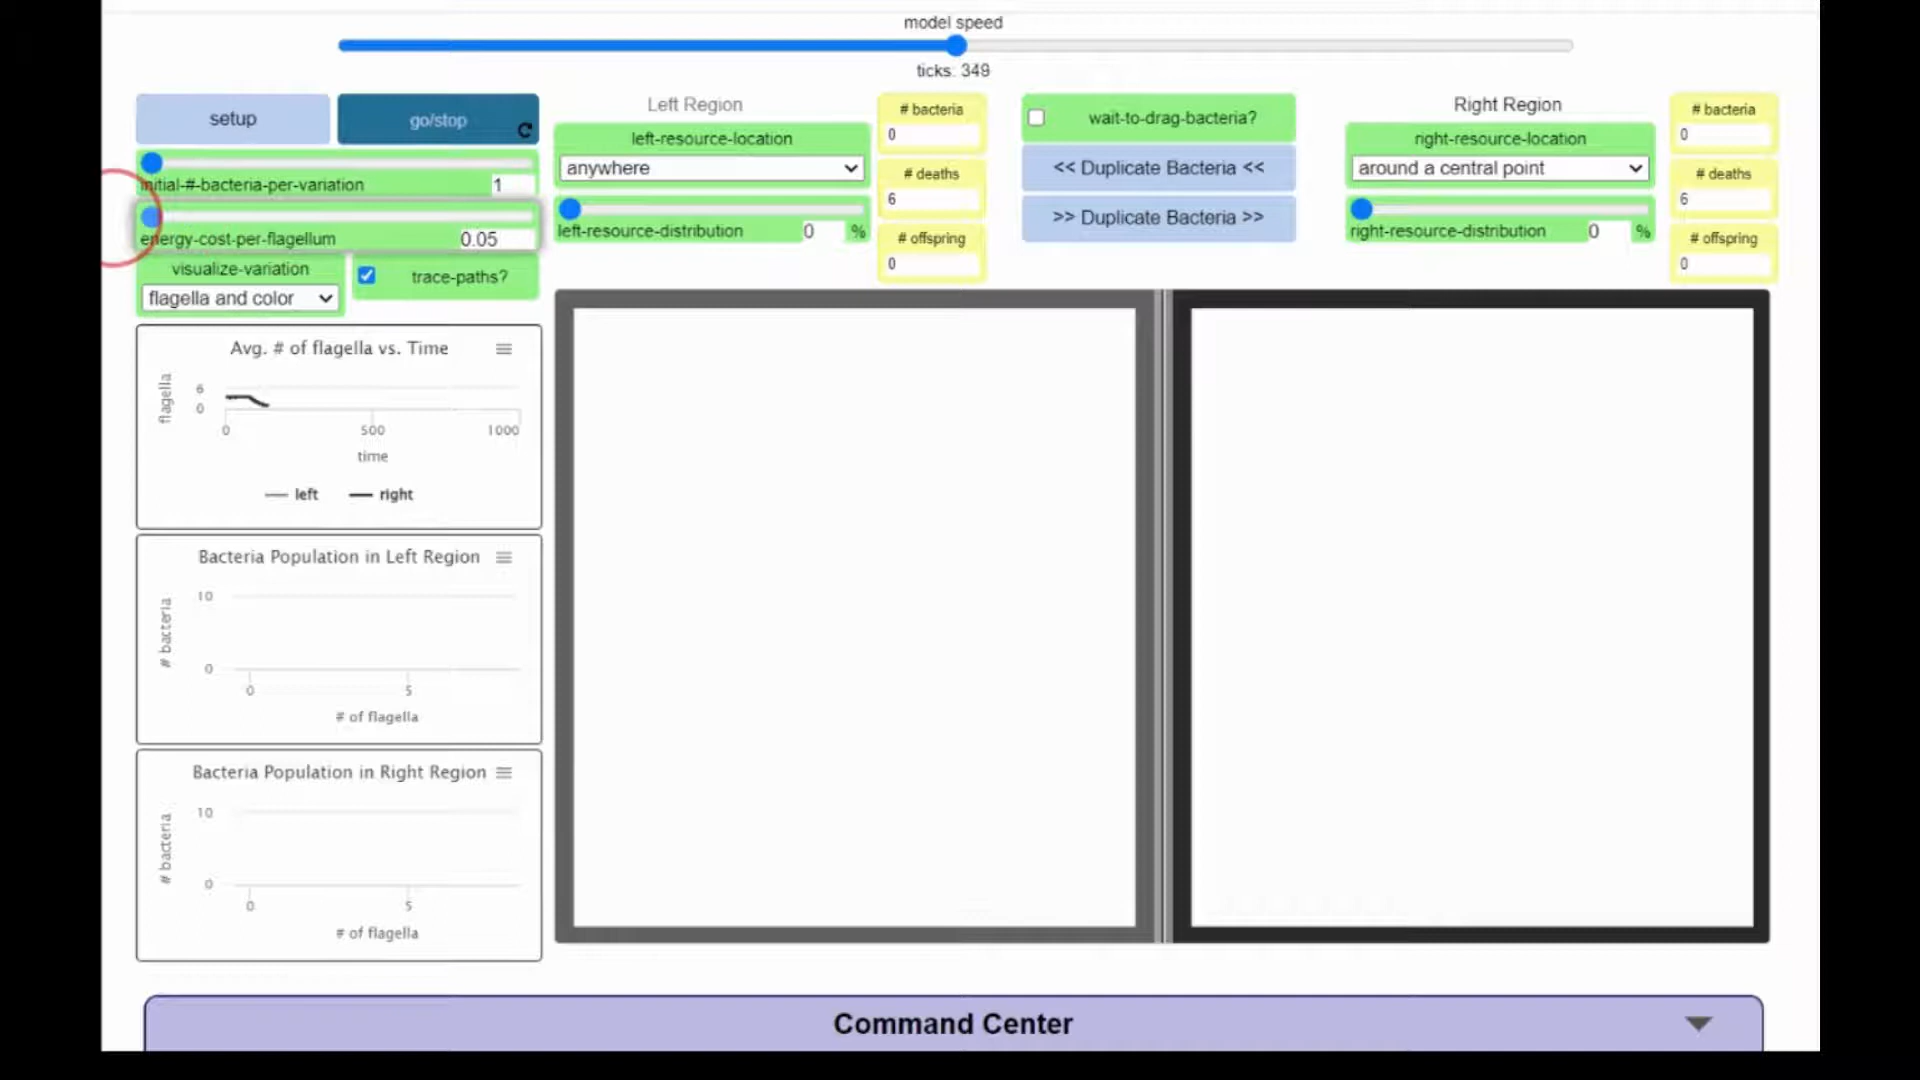 model speed
ticks: 349
setup
go/stop
initial-#-bacteria-per-variation 1
energy-cost-per-flagellum 0.05
visualize-variation
flagella and color
trace-paths?
Left Region
left-resource-location
anywhere
left-resource-distribution 0 %
# bacteria
0
# deaths
6
# offspring
0
wait-to-drag-bacteria?
<< Duplicate Bacteria <<
>> Duplicate Bacteria >>
Right Region
right-resource-location
around a central point
right-resource-distribution 0 %
# bacteria
0
# deaths
6
# offspring
0
Avg. # of flagella vs. Time
flagella
6
0
0 500 1000
time
left right
Bacteria Population in Left Region
# bacteria
10
0
0 5
# of flagella
Bacteria Population in Right Region
# bacteria
10
0
0 5
# of flagella
Command Center